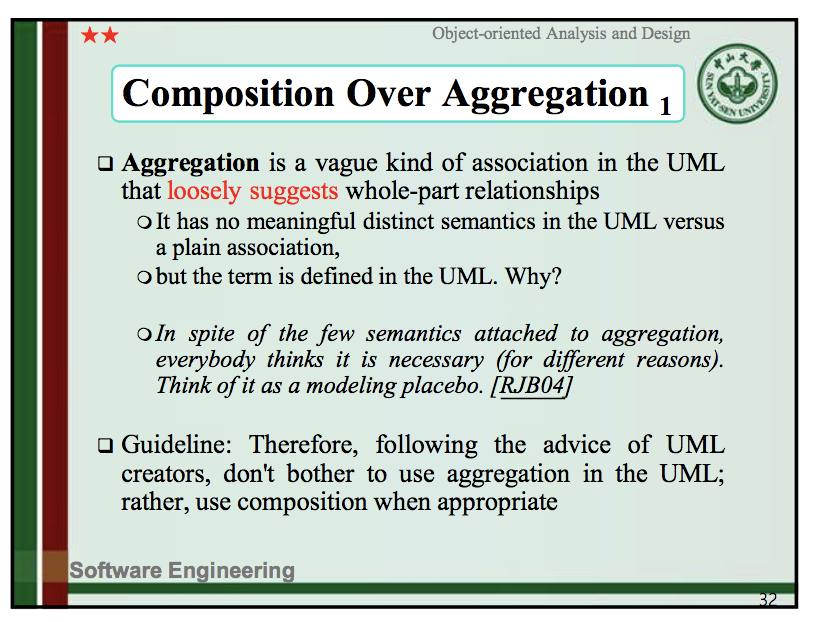 ★★
Object-oriented Analysis and Design
Composition Over Aggregation 1
SUN YAT-SEN UNIVERSITY
❑ Aggregation is a vague kind of association in the UML
that loosely suggests whole-part relationships
❍ It has no meaningful distinct semantics in the UML versus
a plain association,
❍ but the term is defined in the UML. Why?
❍ In spite of the few semantics attached to aggregation,
everybody thinks it is necessary (for different reasons).
Think of it as a modeling placebo. [RJB04]
❑ Guideline: Therefore, following the advice of UML
creators, don't bother to use aggregation in the UML;
rather, use composition when appropriate
Software Engineering
32